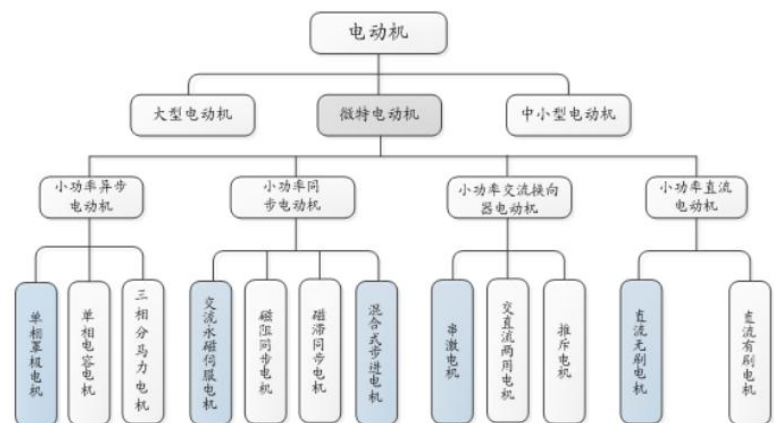 电动机
大型电动机
微特电动机
中小型电动机
小功率异步
电动机
小功率同
步电动机
小功率交流换向
器电动机
小功率直流
电动机
单相罩极电机
单相电容电机
三相分马力电机
交流永磁伺服电机
磁阻同步电机
磁滞同步电机
混合式步进电机
串激电机
交直流两用电机
推斥电机
直流无刷电机
直流有刷电机